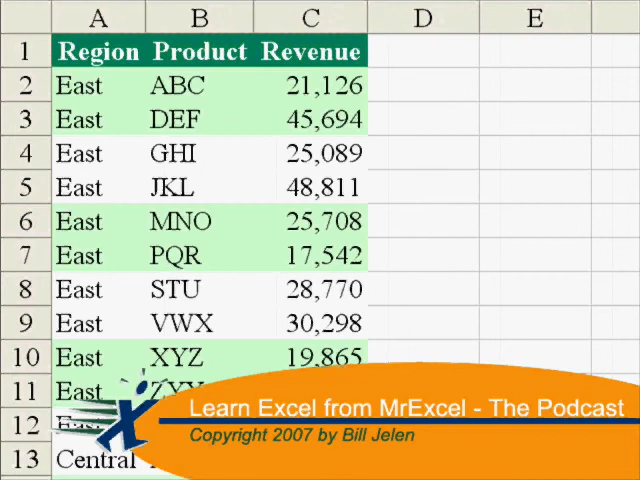 A B C D E
1 Region Product Revenue
2 East ABC 21,126
3 East DEF 45,694
4 East GHI 25,089
5 East JKL 48,811
6 East MNO 25,708
7 East PQR 17,542
8 East STU 28,770
9 East VWX 30,298
10 East XYZ 19,865
11 East
12 East
13 Central
Learn Excel from MrExcel - The Podcast
Copyright 2007 by Bill Jelen